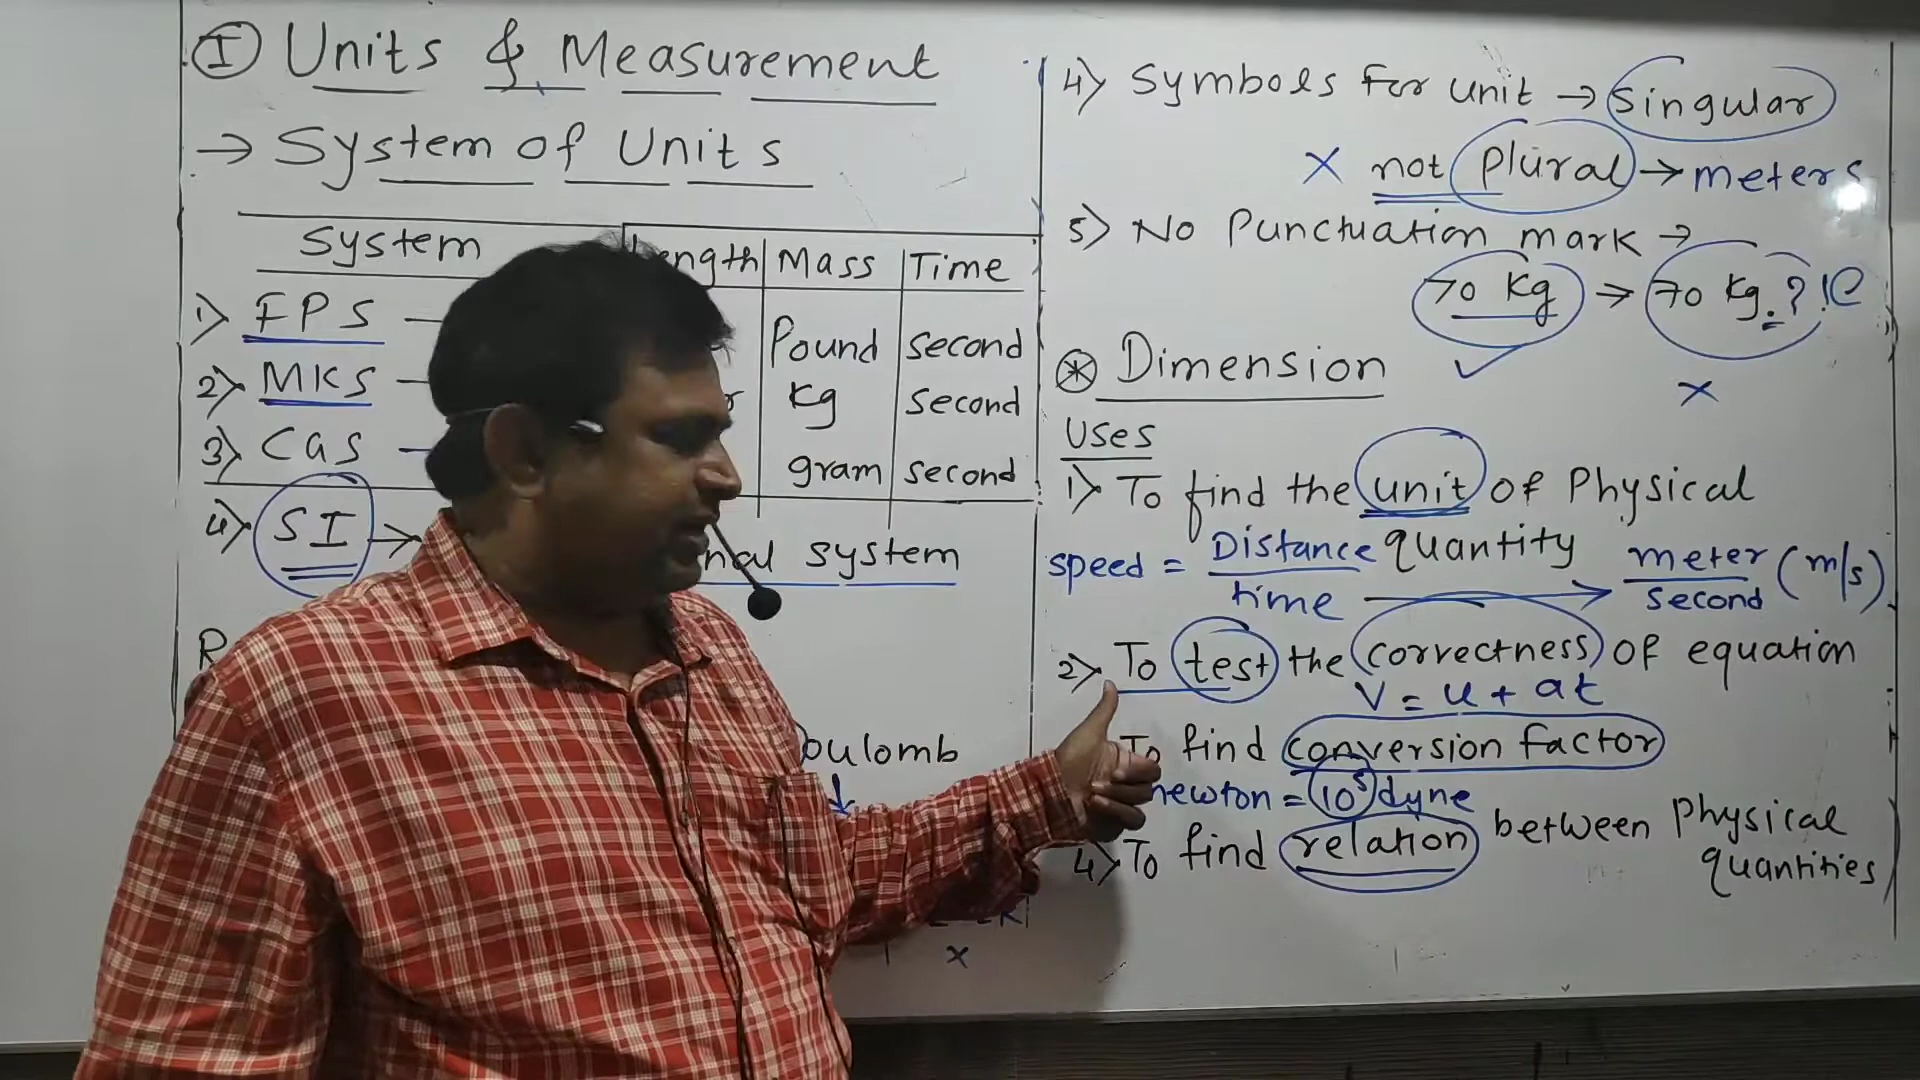 I Units & Measurement
→ System of Units
System Length Mass Time
1) FPS — Pound second
2) MKS — Kg second
3) CGS — gram second
4) SI → nal system
R
oulomb
x
4) Symbols for unit → singular
X not plural → meters
5) No Punctuation mark →
70 Kg → 70 Kg.?!
✓ x
* Dimension
Uses
1) To find the unit of Physical
quantity
speed = Distance/time → meter/second (m/s)
2) To test the correctness of equation
v = u + at
To find conversion factor
newton = 10⁵ dyne
4) To find relation between Physical
quantities